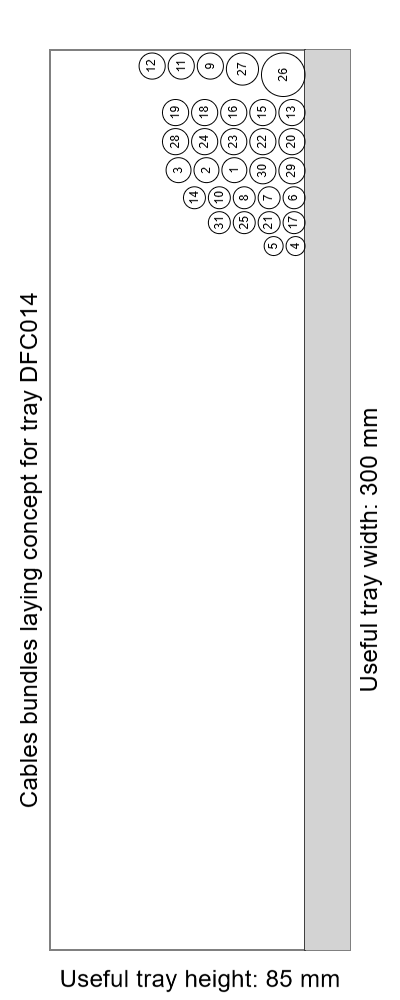 Cables bundles laying concept for tray DFC014
12 11 9 27 26
19 18 16 15 13
28 24 23 22 20
3 2 1 30 29
14 10 8 7 6
31 25 21 17
5 4
Useful tray width: 300 mm
Useful tray height: 85 mm